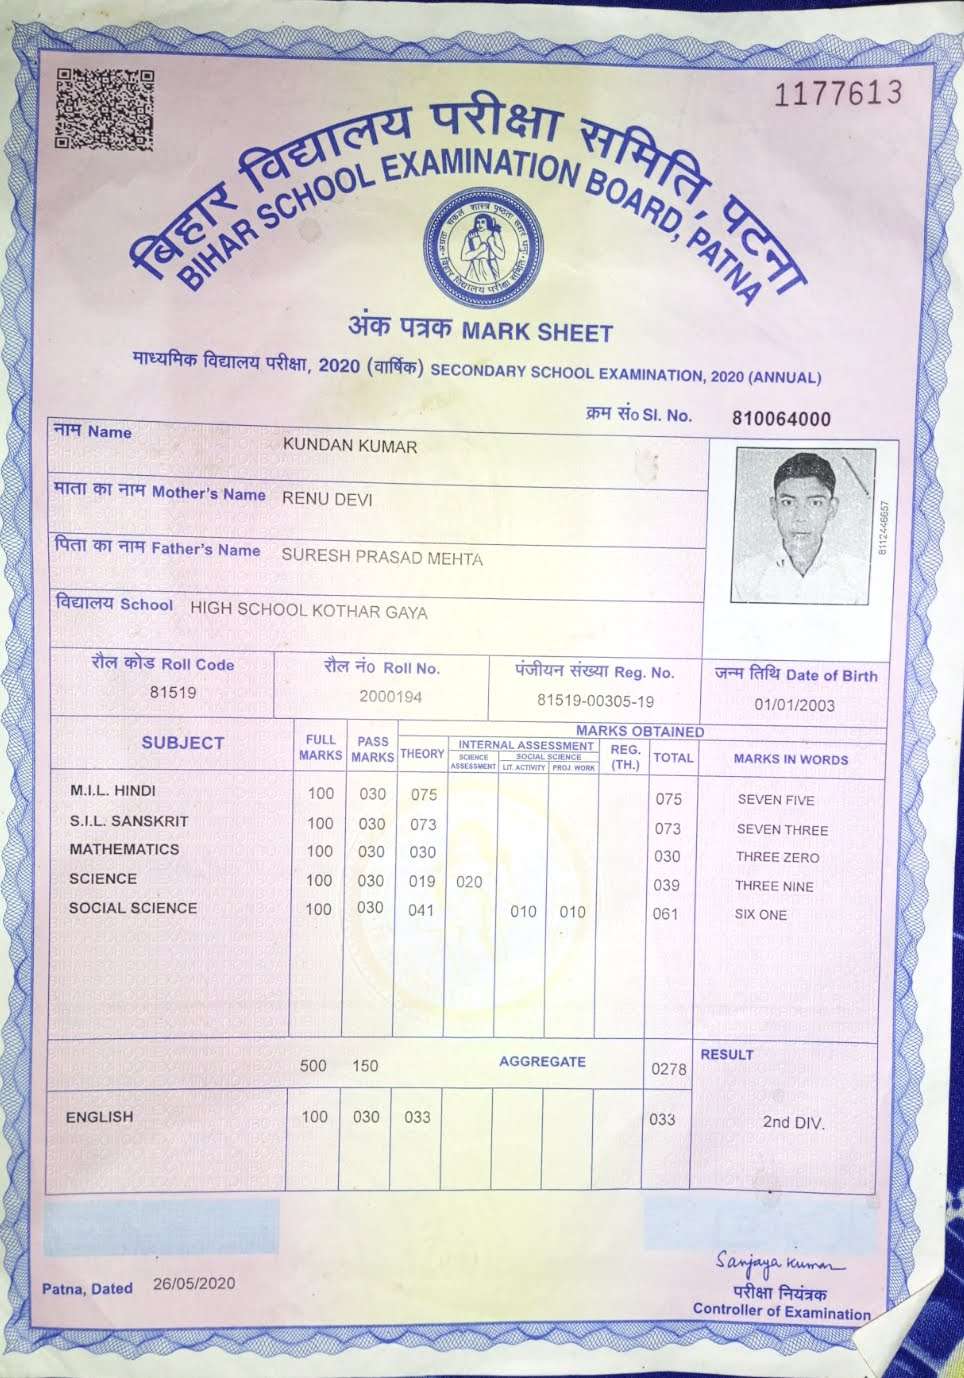 1177613
बिहार विद्यालय परीक्षा समिति, पटना
BIHAR SCHOOL EXAMINATION BOARD, PATNA
अंक पत्रक MARK SHEET
माध्यमिक विद्यालय परीक्षा, 2020 (वार्षिक) SECONDARY SCHOOL EXAMINATION, 2020 (ANNUAL)
क्रम सं० Sl. No. 810064000
नाम Name KUNDAN KUMAR
माता का नाम Mother's Name RENU DEVI
पिता का नाम Father's Name SURESH PRASAD MEHTA
विद्यालय School HIGH SCHOOL KOTHAR GAYA
8112446657
रौल कोड Roll Code रौल नं० Roll No. पंजीयन संख्या Reg. No. जन्म तिथि Date of Birth
81519 2000194 81519-00305-19 01/01/2003
SUBJECT FULL MARKS PASS MARKS MARKS OBTAINED
THEORY INTERNAL ASSESSMENT REG. (TH.) TOTAL MARKS IN WORDS
SCIENCE ASSESSMENT SOCIAL SCIENCE
LIT. ACTIVITY PROJ. WORK
M.I.L. HINDI 100 030 075 075 SEVEN FIVE
S.I.L. SANSKRIT 100 030 073 073 SEVEN THREE
MATHEMATICS 100 030 030 030 THREE ZERO
SCIENCE 100 030 019 020 039 THREE NINE
SOCIAL SCIENCE 100 030 041 010 010 061 SIX ONE
500 150 AGGREGATE 0278 RESULT
ENGLISH 100 030 033 033 2nd DIV.
Sanjaya Kumar
Patna, Dated 26/05/2020
परीक्षा नियंत्रक
Controller of Examination